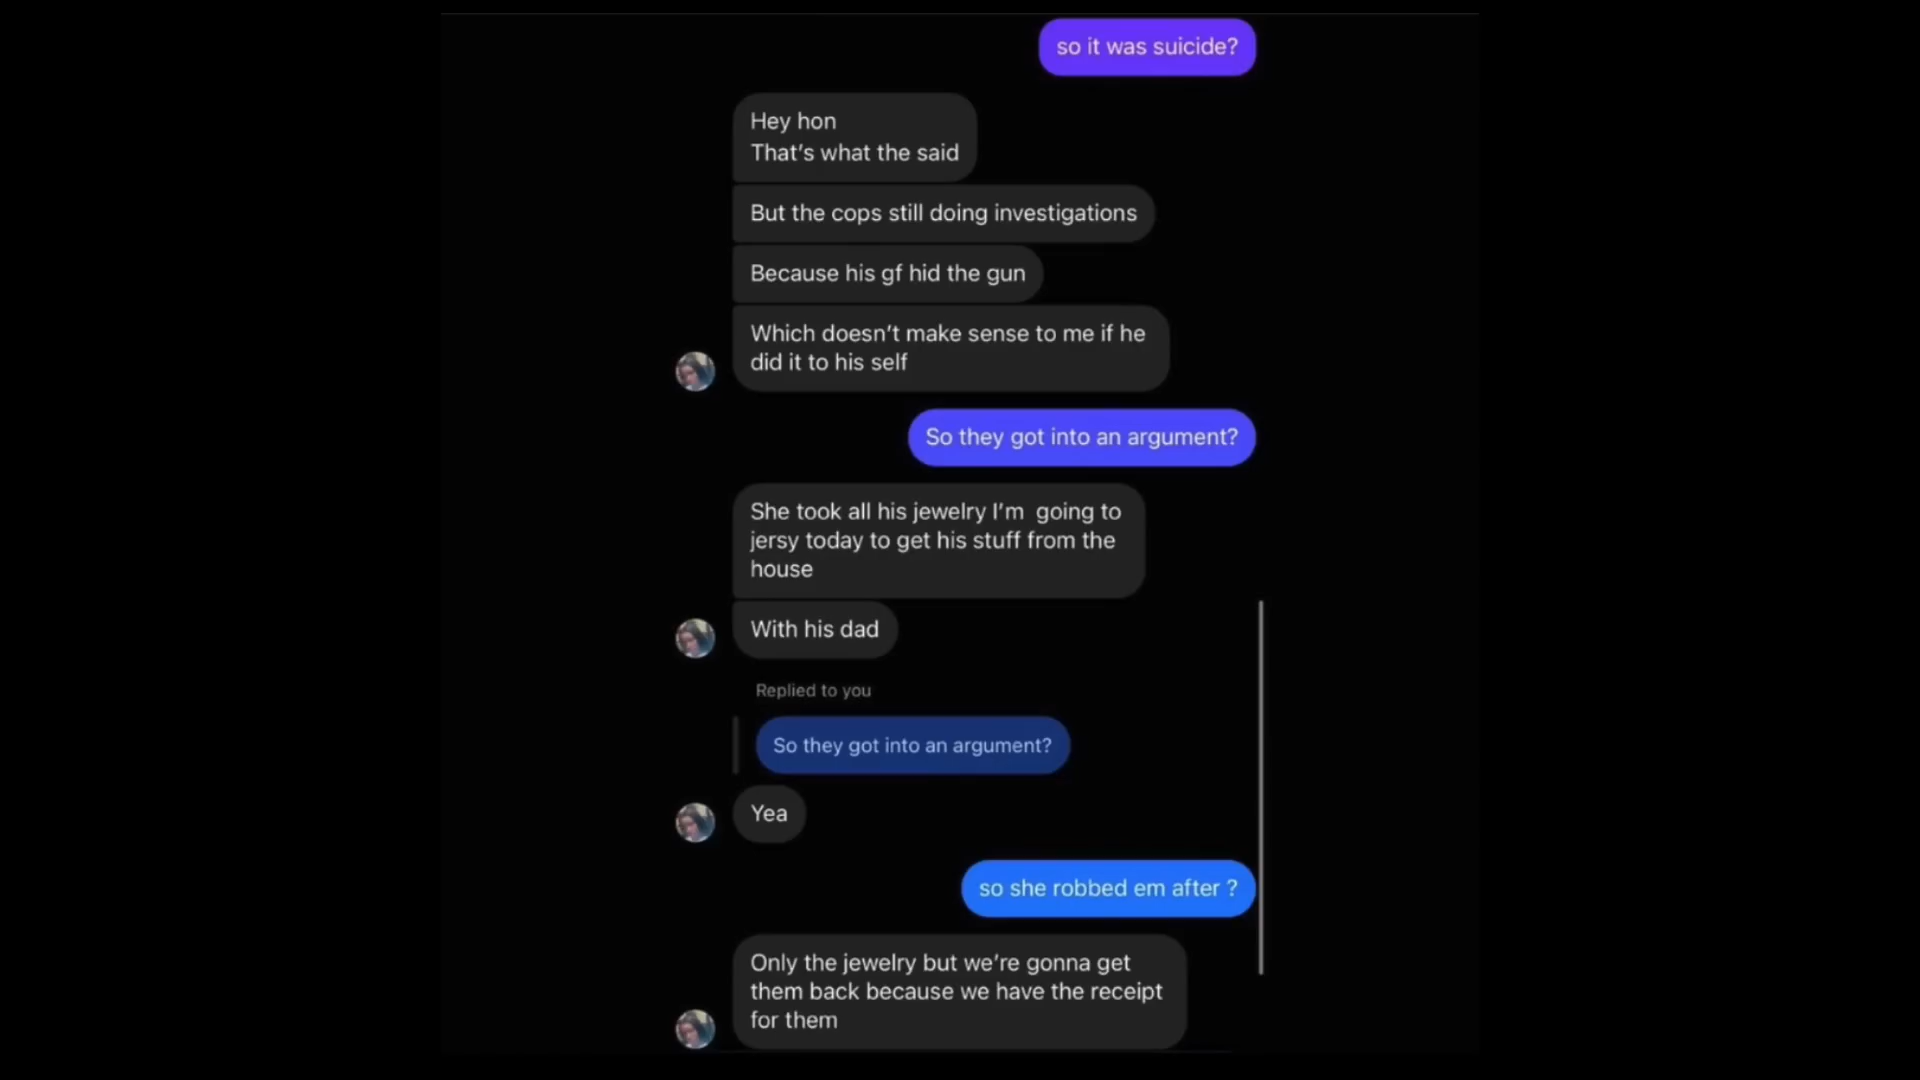 so it was suicide?
Hey hon
That's what the said
But the cops still doing investigations
Because his gf hid the gun
Which doesn't make sense to me if he
did it to his self
So they got into an argument?
She took all his jewelry I'm  going to
jersy today to get his stuff from the
house
With his dad
Replied to you
So they got into an argument?
Yea
so she robbed em after ?
Only the jewelry but we're gonna get
them back because we have the receipt
for them